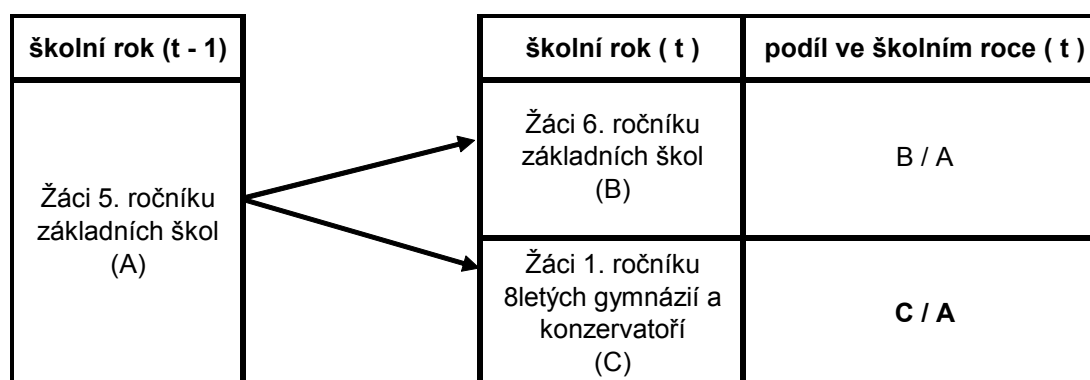 školní rok (t - 1)
školní rok ( t )
podíl ve školním roce ( t )
Žáci 5. ročníku
základních škol
(A)
Žáci 6. ročníku
základních škol
(B)
B / A
Žáci 1. ročníku
8letých gymnázií a
konzervatoří
(C)
C / A